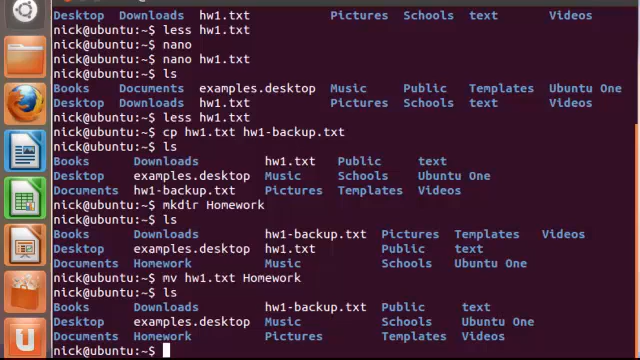 Desktop Downloads hw1.txt Pictures Schools text Videos
nick@ubuntu:~$ less hw1.txt
nick@ubuntu:~$ nano
nick@ubuntu:~$ nano hw1.txt
nick@ubuntu:~$ ls
Books Documents examples.desktop Music Public Templates Ubuntu One
Desktop Downloads hw1.txt Pictures Schools text Videos
nick@ubuntu:~$ less hw1.txt
nick@ubuntu:~$ cp hw1.txt hw1-backup.txt
nick@ubuntu:~$ ls
Books Downloads hw1.txt Public text
Desktop examples.desktop Music Schools Ubuntu One
Documents hw1-backup.txt Pictures Templates Videos
nick@ubuntu:~$ mkdir Homework
nick@ubuntu:~$ ls
Books Documents hw1-backup.txt Pictures Templates Videos
Desktop examples.desktop hw1.txt Public text
Documents Homework Music Schools Ubuntu One
nick@ubuntu:~$ mv hw1.txt Homework
nick@ubuntu:~$ ls
Books Downloads hw1-backup.txt Public text
Desktop examples.desktop Music Schools Ubuntu One
Documents Homework Pictures Templates Videos
nick@ubuntu:~$